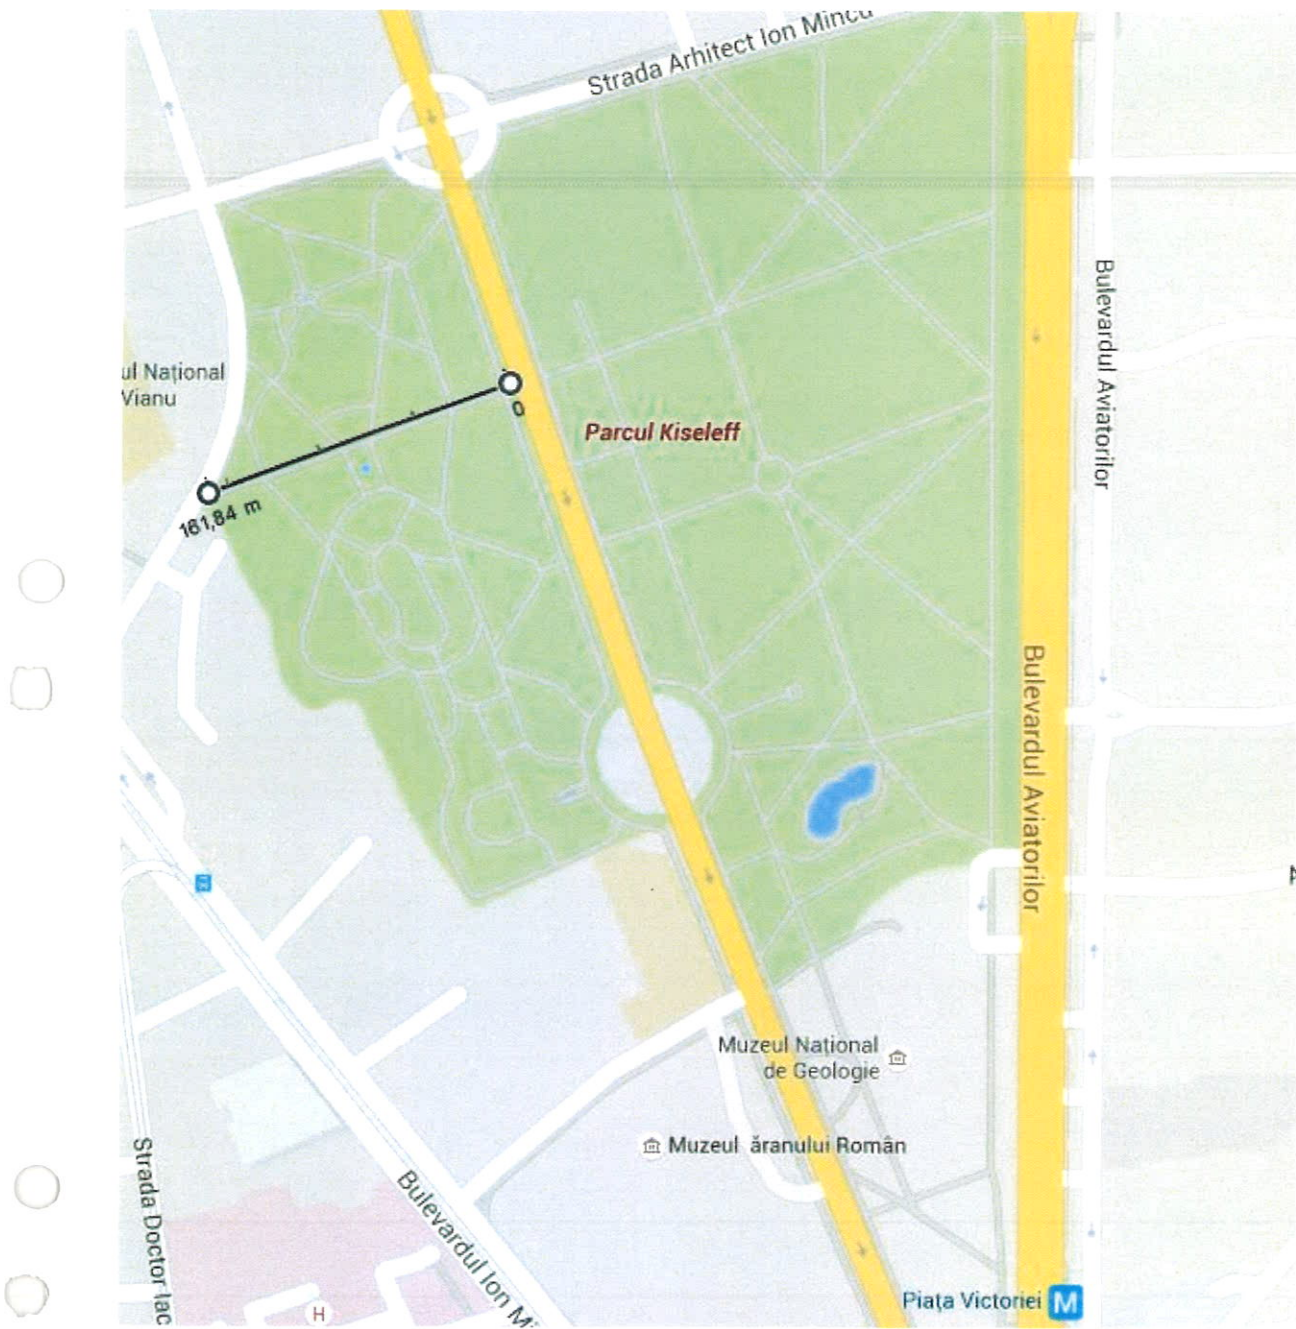 Strada Arhitect Ion Mincu
Bulevardul Aviatorilor
ul Național
Vianu
0
Parcul Kiseleff
161,84 m
Bulevardul Aviatorilor
Muzeul Național
de Geologie
Muzeul ăranului Român
Strada Doctor Iac
Bulevardul Ion Mi
H
Piața Victoriei M